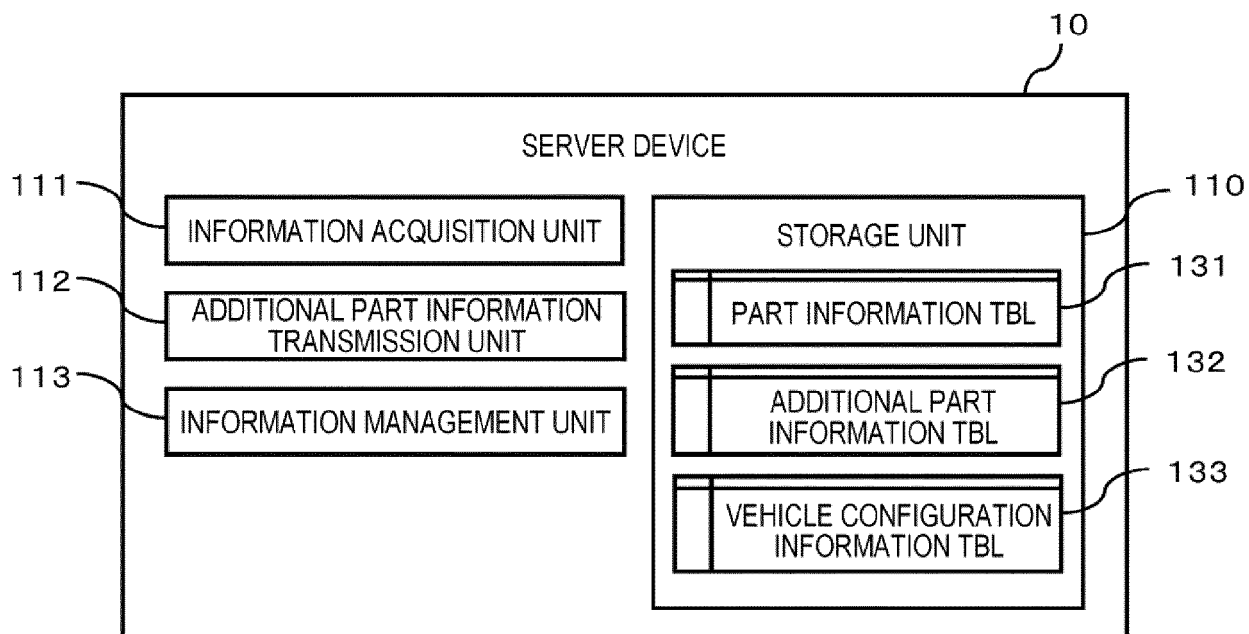 10
SERVER DEVICE
111
INFORMATION ACQUISITION UNIT
112
ADDITIONAL PART INFORMATION
TRANSMISSION UNIT
113
INFORMATION MANAGEMENT UNIT
110
STORAGE UNIT
131
PART INFORMATION TBL
132
ADDITIONAL PART
INFORMATION TBL
133
VEHICLE CONFIGURATION
INFORMATION TBL